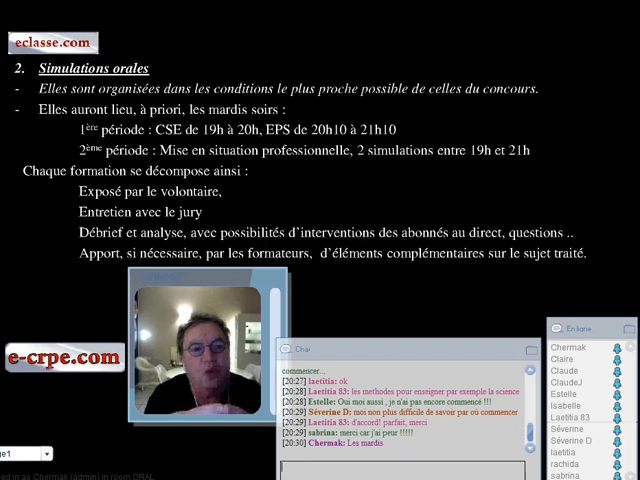 eclasse.com
2. Simulations orales
- Elles sont organisées dans les conditions le plus proche possible de celles du concours.
- Elles auront lieu, à priori, les mardis soirs :
1ère période : CSE de 19h à 20h, EPS de 20h10 à 21h10
2ème période : Mise en situation professionnelle, 2 simulations entre 19h et 21h
Chaque formation se décompose ainsi :
Exposé par le volontaire,
Entretien avec le jury
Débrief et analyse, avec possibilités d'interventions des abonnés au direct, questions ..
Apport, si nécessaire, par les formateurs, d'éléments complémentaires sur le sujet traité.
e-crpe.com
Chat
commencer...
[20:27] laetitia: ok
[20:28] Laetitia 83: les methodes pour enseigner par exemple la science
[20:28] Estelle: Oui moi aussi , je n'ai pas encore commencé !!!
[20:29] Séverine D: moi non plus difficile de savoir par où commencer
[20:29] Laetitia 83: d'accord! parfait, merci
[20:29] sabrina: merci car j'ai peur !!!!!
[20:30] Chermak: Les mardis
En ligne
Chermak
Claire
Claude
ClaudeJ
Estelle
Isabelle
Laetitia 83
Séverine
Séverine D
laetitia
rachida
sabrina
ge1
ed in as Chermak (admin) in room ORAL